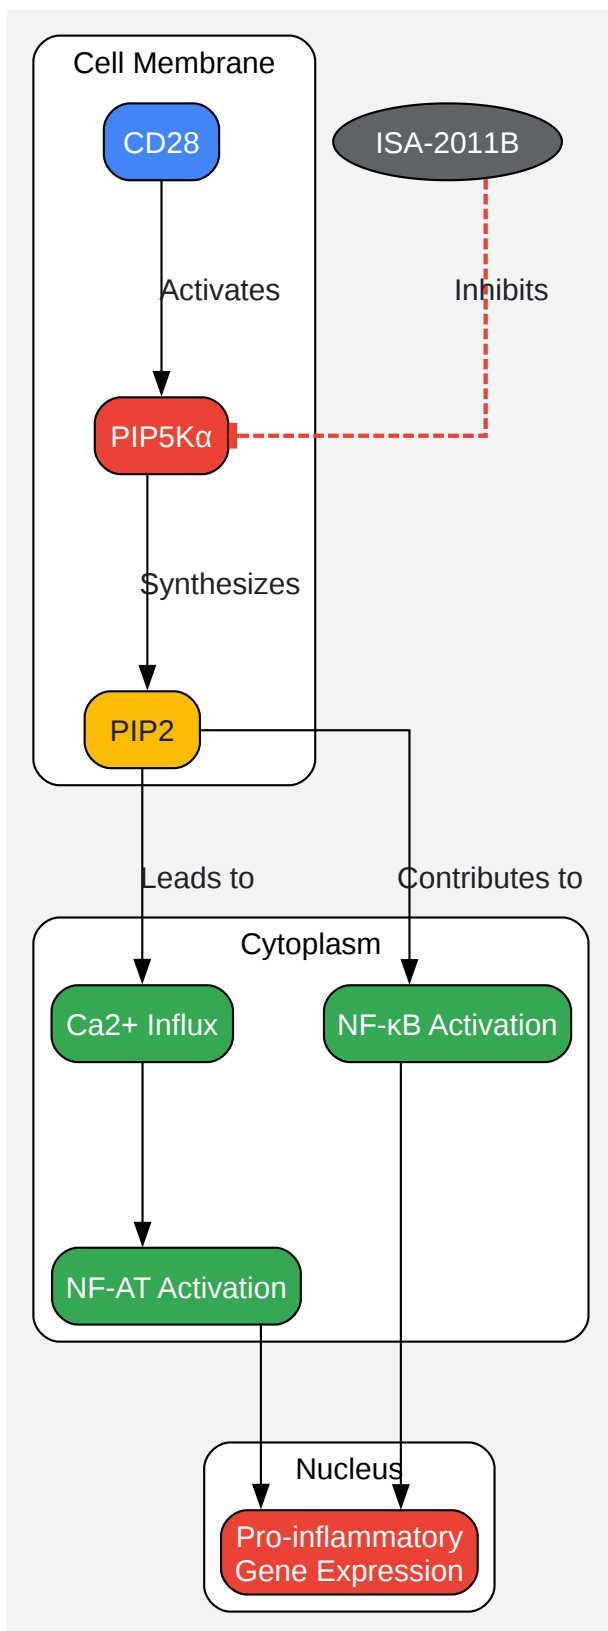 Cell Membrane
CD28
ISA-2011B
Activates
Inhibits
PIP5Kα
Synthesizes
PIP2
Leads to
Contributes to
Cytoplasm
Ca2+ Influx
NF-κB Activation
NF-AT Activation
Nucleus
Pro-inflammatory
Gene Expression